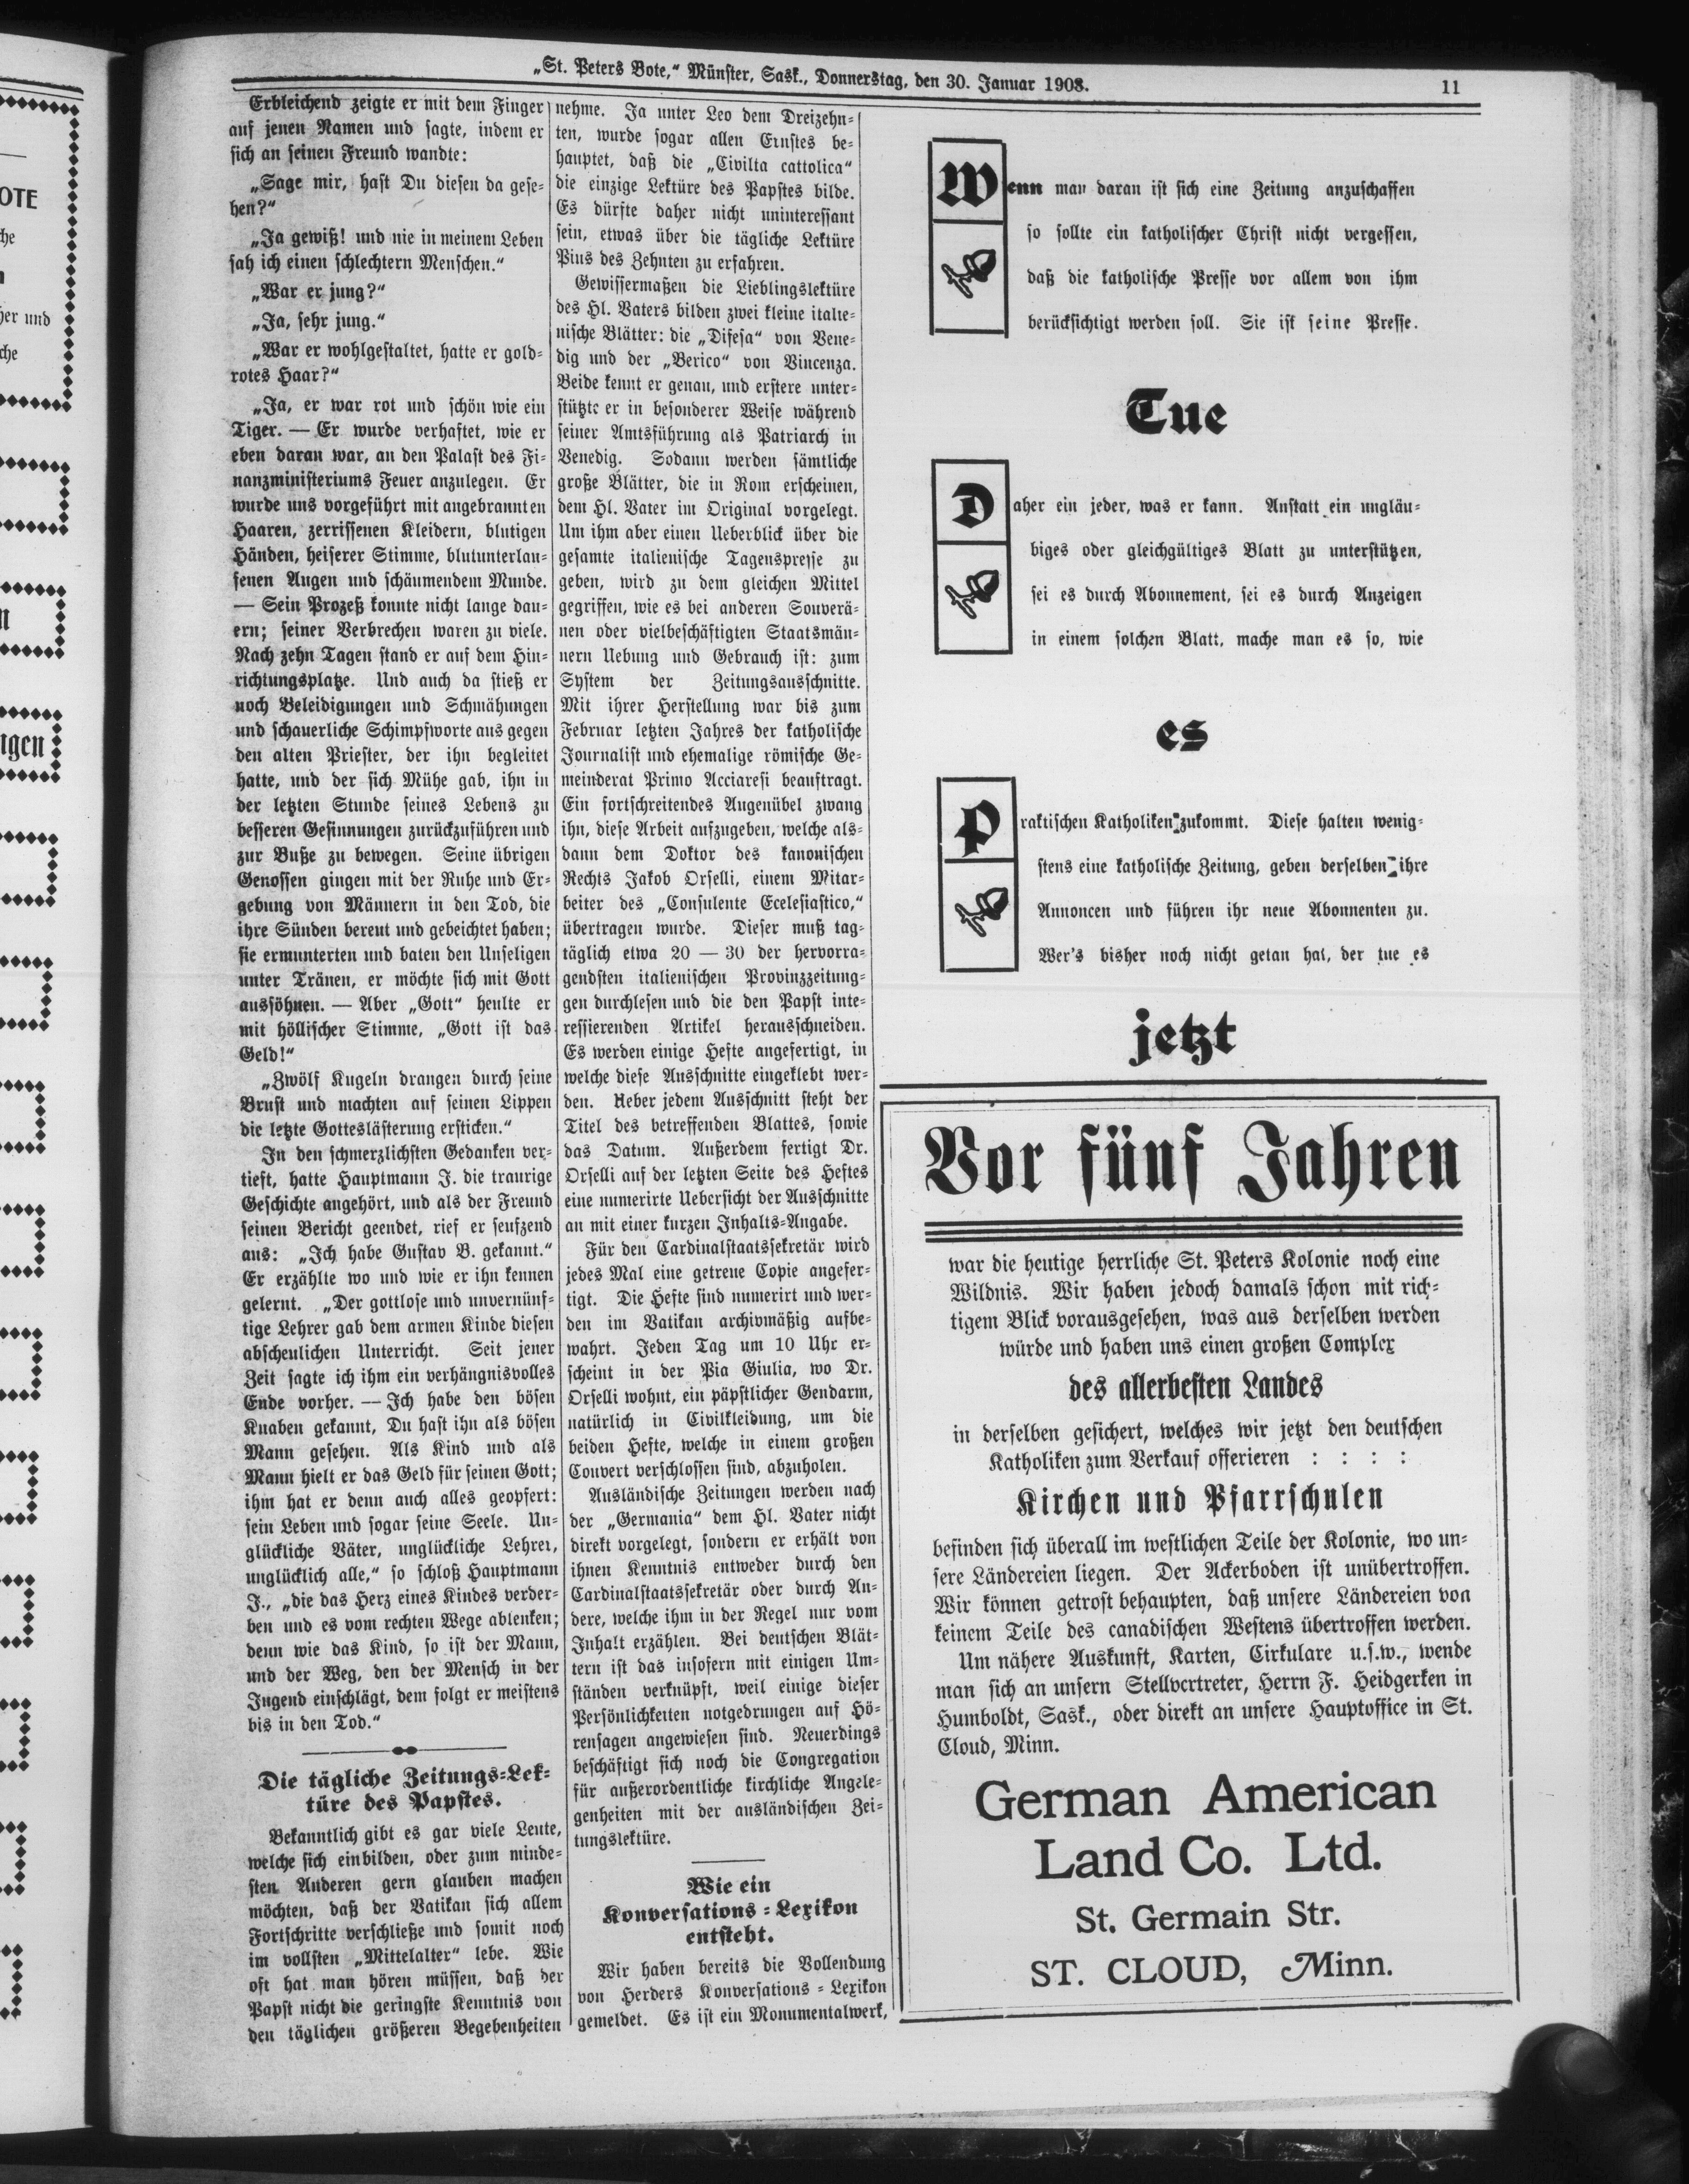 „St. Peters Bote,“ Münster, Sask., Donnerstag, den 30. Januar 1908.
11
Erbleichend zeigte er mit dem Finger
auf jenen Namen und sagte, indem er
sich an seinen Freund wandte:
„Sage mir, hast Du diesen da gese-
hen?“
„Ja gewiß! und nie in meinem Leben
sah ich einen schlechtern Menschen.“
„War er jung?“
„Ja, sehr jung.“
„War er wohlgestaltet, hatte er gold-
rotes Haar?“
„Ja, er war rot und schön wie ein
Tiger. — Er wurde verhaftet, wie er
eben daran war, an den Palast des Fi-
nanzministeriums Feuer anzulegen. Er
wurde uns vorgeführt mit angebrannten
Haaren, zerrissenen Kleidern, blutigen
Händen, heiserer Stimme, blutunterlau-
fenen Augen und schäumendem Munde.
— Sein Prozeß konnte nicht lange dau-
ern; seiner Verbrechen waren zu viele.
Nach zehn Tagen stand er auf dem Hin-
richtungsplatze. Und auch da stieß er
noch Beleidigungen und Schmähungen
und schauerliche Schimpfworte aus gegen
den alten Priester, der ihn begleitet
hatte, und der sich Mühe gab, ihn in
der letzten Stunde seines Lebens zu
besseren Gesinnungen zurückzuführen und
zur Buße zu bewegen. Seine übrigen
Genossen gingen mit der Ruhe und Er-
gebung von Männern in den Tod, die
ihre Sünden bereut und gebeichtet haben;
sie ermunterten und baten den Unseligen
unter Tränen, er möchte sich mit Gott
aussöhnen. — Aber „Gott“ heulte er
mit höllischer Stimme, „Gott ist das
Geld!“
„Zwölf Kugeln drangen durch seine
Brust und machten auf seinen Lippen
die letzte Gotteslästerung ersticken.“
In den schmerzlichsten Gedanken ver-
tieft, hatte Hauptmann J. die traurige
Geschichte angehört, und als der Freund
seinen Bericht geendet, rief er seufzend
aus: „Ich habe Gustav B. gekannt.“
Er erzählte wo und wie er ihn kennen
gelernt. „Der gottlose und unvernünf-
tige Lehrer gab dem armen Kinde diesen
abscheulichen Unterricht. Seit jener
Zeit sagte ich ihm ein verhängnisvolles
Ende vorher. — Ich habe den bösen
Knaben gekannt, Du hast ihn als bösen
Mann gesehen. Als Kind und als
Mann hielt er das Geld für seinen Gott;
ihm hat er denn auch alles geopfert:
sein Leben und sogar seine Seele. Un-
glückliche Väter, unglückliche Lehrer,
unglücklich alle,“ so schloß Hauptmann
J., „die das Herz eines Kindes verder-
ben und es vom rechten Wege ablenken;
denn wie das Kind, so ist der Mann,
und der Weg, den der Mensch in der
Jugend einschlägt, dem folgt er meistens
bis in den Tod.“
Die tägliche Zeitungs-Lek-
türe des Papstes.
Bekanntlich gibt es gar viele Leute,
welche sich einbilden, oder zum minde-
sten Anderen gern glauben machen
möchten, daß der Vatikan sich allem
Fortschritte verschließe und somit noch
im vollsten „Mittelalter“ lebe. Wie
oft hat man hören müssen, daß der
Papst nicht die geringste Kenntnis von
den täglichen größeren Begebenheiten
nehme. Ja unter Leo dem Dreizehn-
ten, wurde sogar allen Ernstes be-
hauptet, daß die „Civilta cattolica“
die einzige Lektüre des Papstes bilde.
Es dürfte daher nicht uninteressant
sein, etwas über die tägliche Lektüre
Pius des Zehnten zu erfahren.
Gewissermaßen die Lieblingslektüre
des Hl. Vaters bilden zwei kleine italie-
nische Blätter: die „Difesa“ von Vene-
dig und der „Berico“ von Vincenza.
Beide kennt er genau, und erstere unter-
stützte er in besonderer Weise während
seiner Amtsführung als Patriarch in
Venedig. Sodann werden sämtliche
große Blätter, die in Rom erscheinen,
dem Hl. Vater im Original vorgelegt.
Um ihm aber einen Ueberblick über die
gesamte italienische Tagenspresse zu
geben, wird zu dem gleichen Mittel
gegriffen, wie es bei anderen Souverä-
nen oder vielbeschäftigten Staatsmän-
nern Uebung und Gebrauch ist: zum
System der Zeitungsausschnitte.
Mit ihrer Herstellung war bis zum
Februar letzten Jahres der katholische
Journalist und ehemalige römische Ge-
meinderat Primo Acciaresi beauftragt.
Ein fortschreitendes Augenübel zwang
ihn, diese Arbeit aufzugeben, welche als-
dann dem Doktor des kanonischen
Rechts Jakob Orselli, einem Mitar-
beiter des „Consulente Ecelesiastico,“
übertragen wurde. Dieser muß tag-
täglich etwa 20 — 30 der hervorra-
gendsten italienischen Provinzzeitung-
gen durchlesen und die den Papst inte-
ressierenden Artikel herausschneiden.
Es werden einige Hefte angefertigt, in
welche diese Ausschnitte eingeklebt wer-
den. Ueber jedem Ausschnitt steht der
Titel des betreffenden Blattes, sowie
das Datum. Außerdem fertigt Dr.
Orselli auf der letzten Seite des Heftes
eine numerirte Uebersicht der Ausschnitte
an mit einer kurzen Inhalts-Angabe.
Für den Cardinalstaatssekretär wird
jedes Mal eine getreue Copie angefer-
tigt. Die Hefte sind numerirt und wer-
den im Vatikan archivmäßig aufbe-
wahrt. Jeden Tag um 10 Uhr er-
scheint in der Pia Giulia, wo Dr.
Orselli wohnt, ein päpstlicher Gendarm,
natürlich in Civilkleidung, um die
beiden Hefte, welche in einem großen
Couvert verschlossen sind, abzuholen.
Ausländische Zeitungen werden nach
der „Germania“ dem Hl. Vater nicht
direkt vorgelegt, sondern er erhält von
ihnen Kenntnis entweder durch den
Cardinalstaatssekretär oder durch An-
dere, welche ihm in der Regel nur vom
Inhalt erzählen. Bei deutschen Blät-
tern ist das insofern mit einigen Um-
ständen verknüpft, weil einige dieser
Persönlichkeiten notgedrungen auf Hö-
rensagen angewiesen sind. Neuerdings
beschäftigt sich noch die Congregation
für außerordentliche kirchliche Angele-
genheiten mit der ausländischen Zei-
tungslektüre.
Wie ein
Konversations-Lexikon
entsteht.
Wir haben bereits die Vollendung
von Herders Konversations-Lexikon
gemeldet. Es ist ein Monumentalwerk,
Wenn man daran ist sich eine Zeitung anzuschaffen
so sollte ein katholischer Christ nicht vergessen,
daß die katholische Presse vor allem von ihm
berücksichtigt werden soll. Sie ist seine Presse.
Tue
Daher ein jeder, was er kann. Anstatt ein ungläu-
biges oder gleichgültiges Blatt zu unterstützen,
sei es durch Abonnement, sei es durch Anzeigen
in einem solchen Blatt, mache man es so, wie
es
Praktischen Katholiken zukommt. Diese halten wenig-
stens eine katholische Zeitung, geben derselben ihre
Annoncen und führen ihr neue Abonnenten zu.
Wer's bisher noch nicht getan hat, der tue es
jetzt
Vor fünf Jahren
war die heutige herrliche St. Peters Kolonie noch eine
Wildnis. Wir haben jedoch damals schon mit rich-
tigem Blick vorausgesehen, was aus derselben werden
würde und haben uns einen großen Complex
des allerbesten Landes
in derselben gesichert, welches wir jetzt den deutschen
Katholiken zum Verkauf offerieren : : : :
Kirchen und Pfarrschulen
befinden sich überall im westlichen Teile der Kolonie, wo un-
sere Ländereien liegen. Der Ackerboden ist unübertroffen.
Wir können getrost behaupten, daß unsere Ländereien von
keinem Teile des canadischen Westens übertroffen werden.
Um nähere Auskunft, Karten, Cirkulare u.s.w., wende
man sich an unsern Stellvertreter, Herrn F. Heidgerken in
Humboldt, Sask., oder direkt an unsere Hauptoffice in St.
Cloud, Minn.
German American
Land Co. Ltd.
St. Germain Str.
ST. CLOUD, Minn.